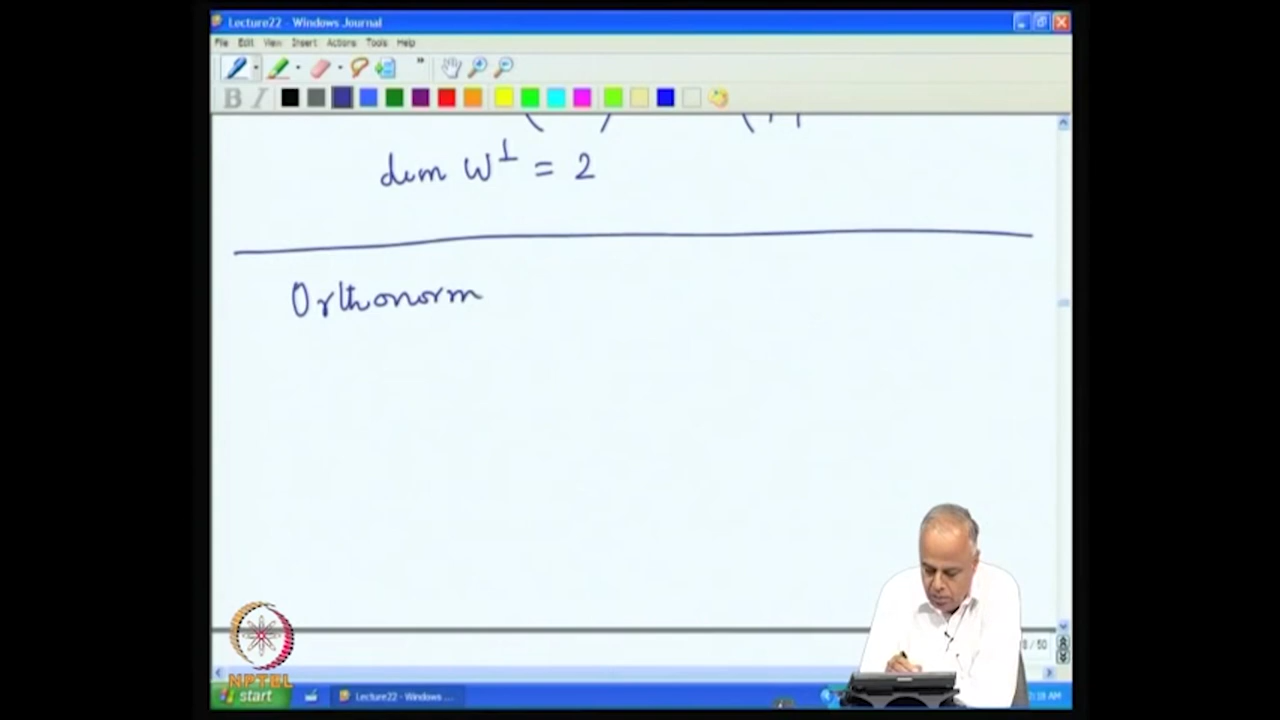 Lecture22 - Windows Journal
File Edit View Insert Actions Tools Help
B I
dim W⊥ = 2
Orthonorm
NPTEL
start Lecture22 - Windows ...